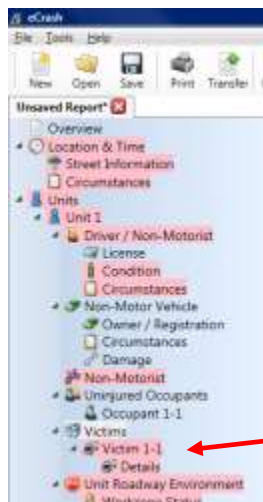 eCrash
File Tools Help
New Open Save Print Transfer
Unsaved Report*
Overview
Location & Time
Street Information
Circumstances
Units
Unit 1
Driver / Non-Motorist
License
Condition
Circumstances
Non-Motor Vehicle
Owner / Registration
Circumstances
Damage
Non-Motorist
Uninjured Occupants
Occupant 1-1
Victims
Victim 1-1
Details
Unit Roadway Environment
Workzone Status